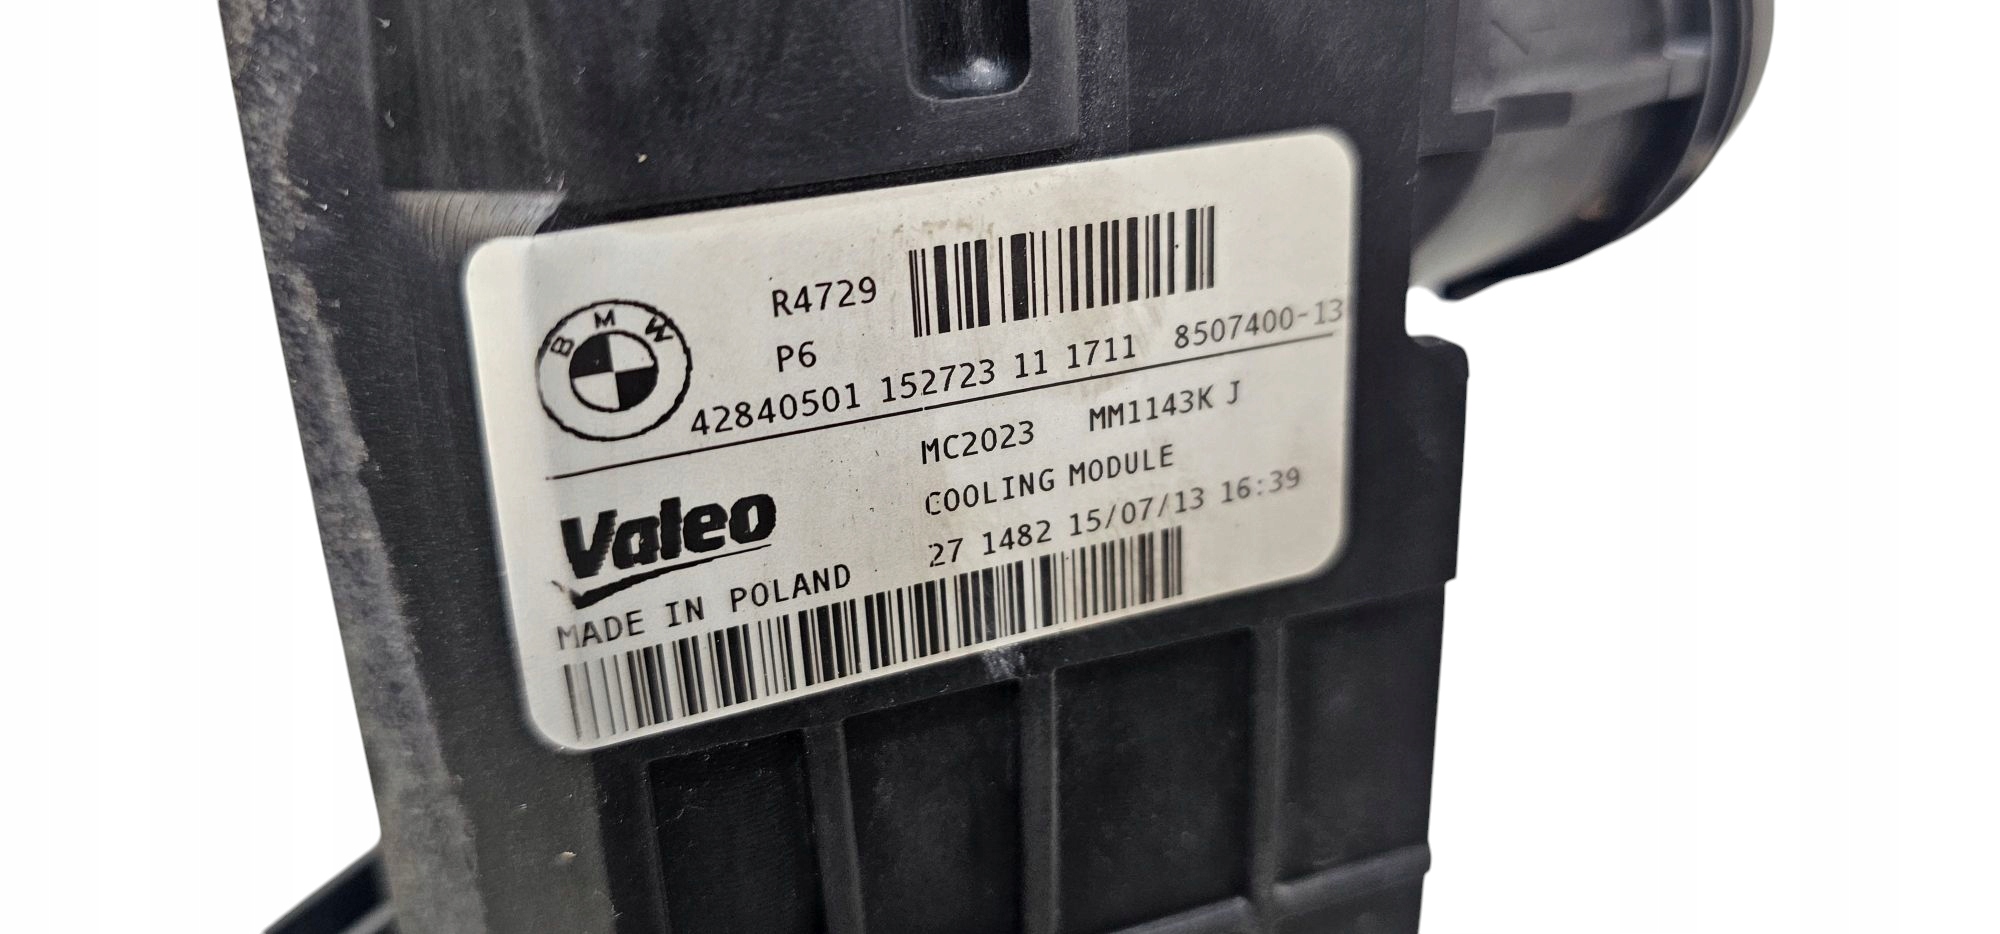 BMW
R4729
P6
42840501 152723 11 1711 8507400-13
MC2023 MM1143K J
Valeo
COOLING MODULE
27 1482 15/07/13 16:39
MADE IN POLAND